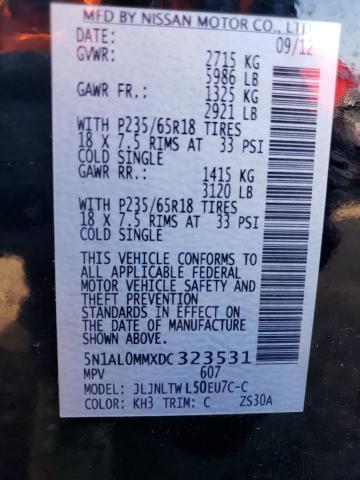 MFD BY NISSAN MOTOR CO., LTD.
DATE: 09/12
GVWR: 2715 KG
5986 LB
GAWR FR.: 1325 KG
2921 LB
WITH P235/65R18 TIRES
18 X 7.5 RIMS AT 33 PSI
COLD SINGLE
GAWR RR: 1415 KG
3120 LB
WITH P235/65R18 TIRES
18 X 7.5 RIMS AT 33 PSI
COLD SINGLE
THIS VEHICLE CONFORMS TO
ALL APPLICABLE FEDERAL
MOTOR VEHICLE SAFETY AND
THEFT PREVENTION
STANDARDS IN EFFECT ON
THE DATE OF MANUFACTURE
SHOWN ABOVE.
5N1AL0MMXDC323531
MPV 607
MODEL: JLJNLTWL50EU7C-C
COLOR: KH3 TRIM: C ZS30A